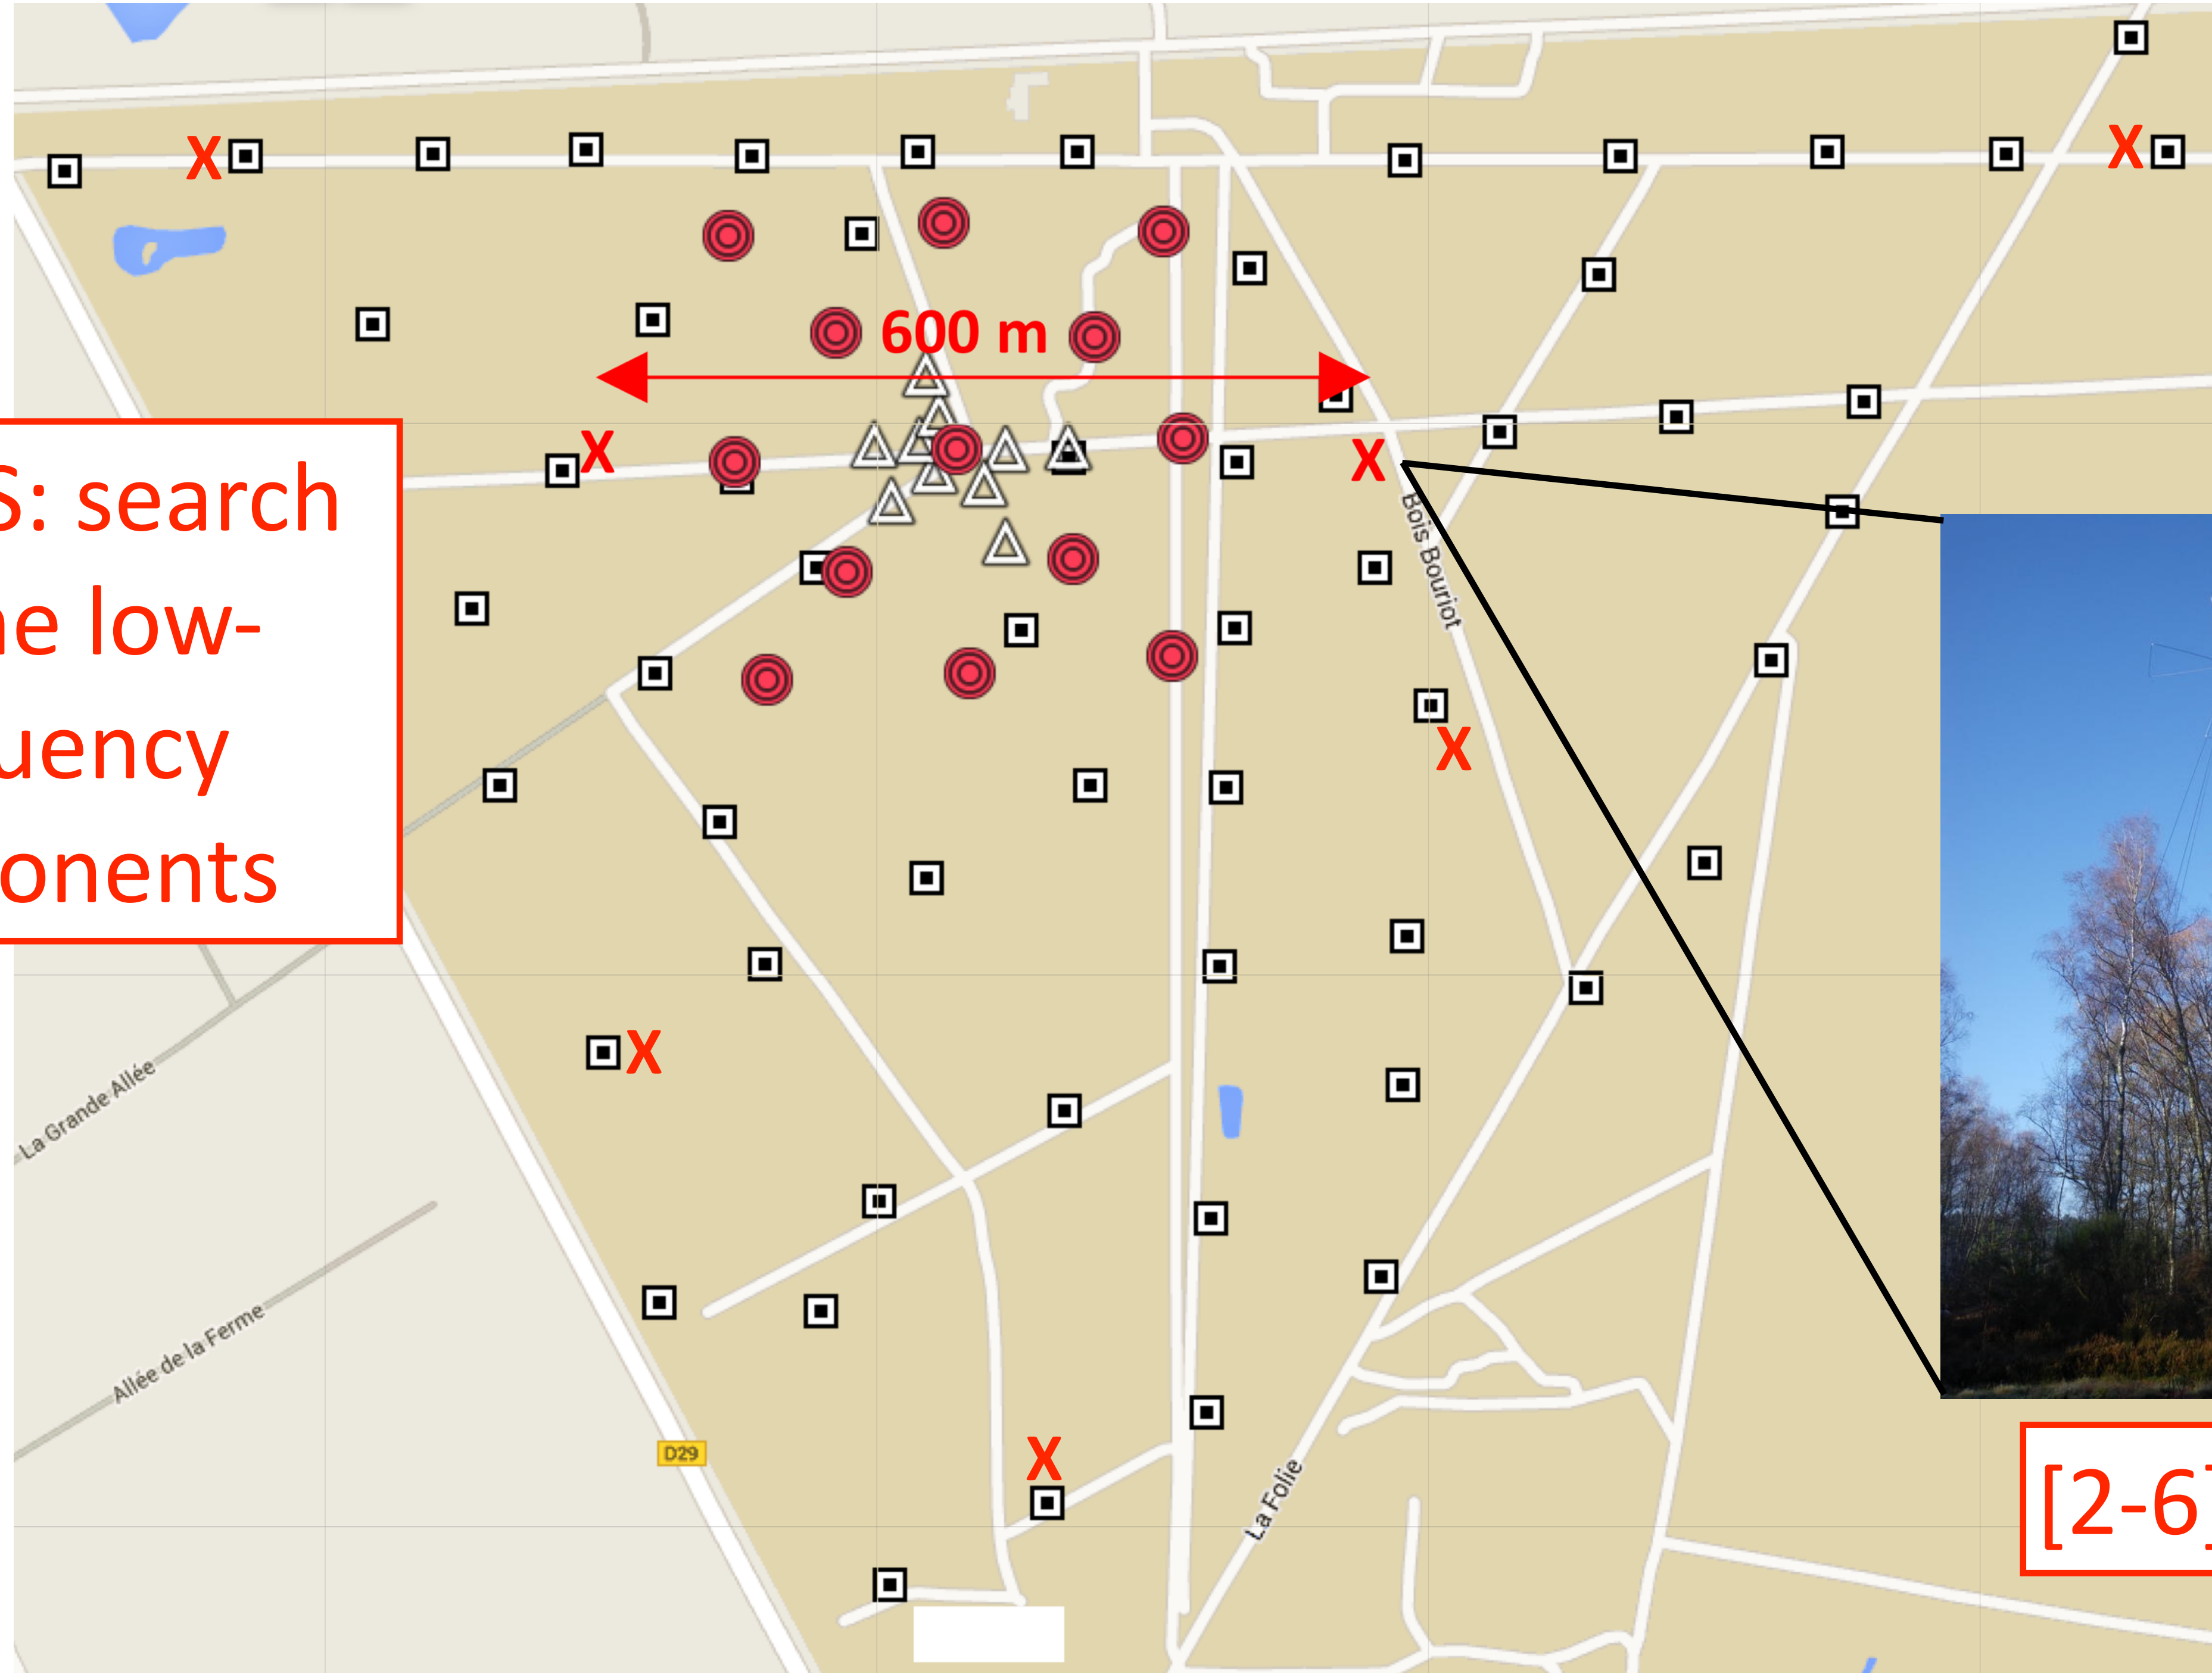 X
X
600 m
X
X
S: search
ne low-
uency
onents
Bois Bouriot
X
X
La Grande Allée
Allée de la Ferme
D29
X
La Folie
[2-6]